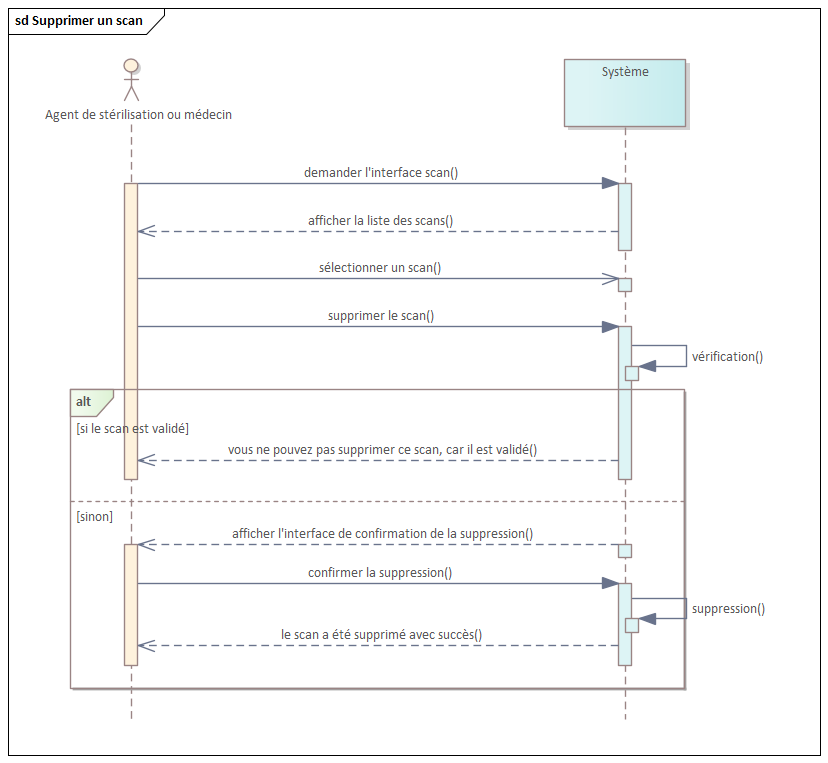 sd Supprimer un scan
Agent de stérilisation ou médecin
Système
demander l'interface scan()
afficher la liste des scans()
sélectionner un scan()
supprimer le scan()
vérification()
alt
[si le scan est validé]
vous ne pouvez pas supprimer ce scan, car il est validé()
[sinon]
afficher l'interface de confirmation de la suppression()
confirmer la suppression()
suppression()
le scan a été supprimé avec succès()